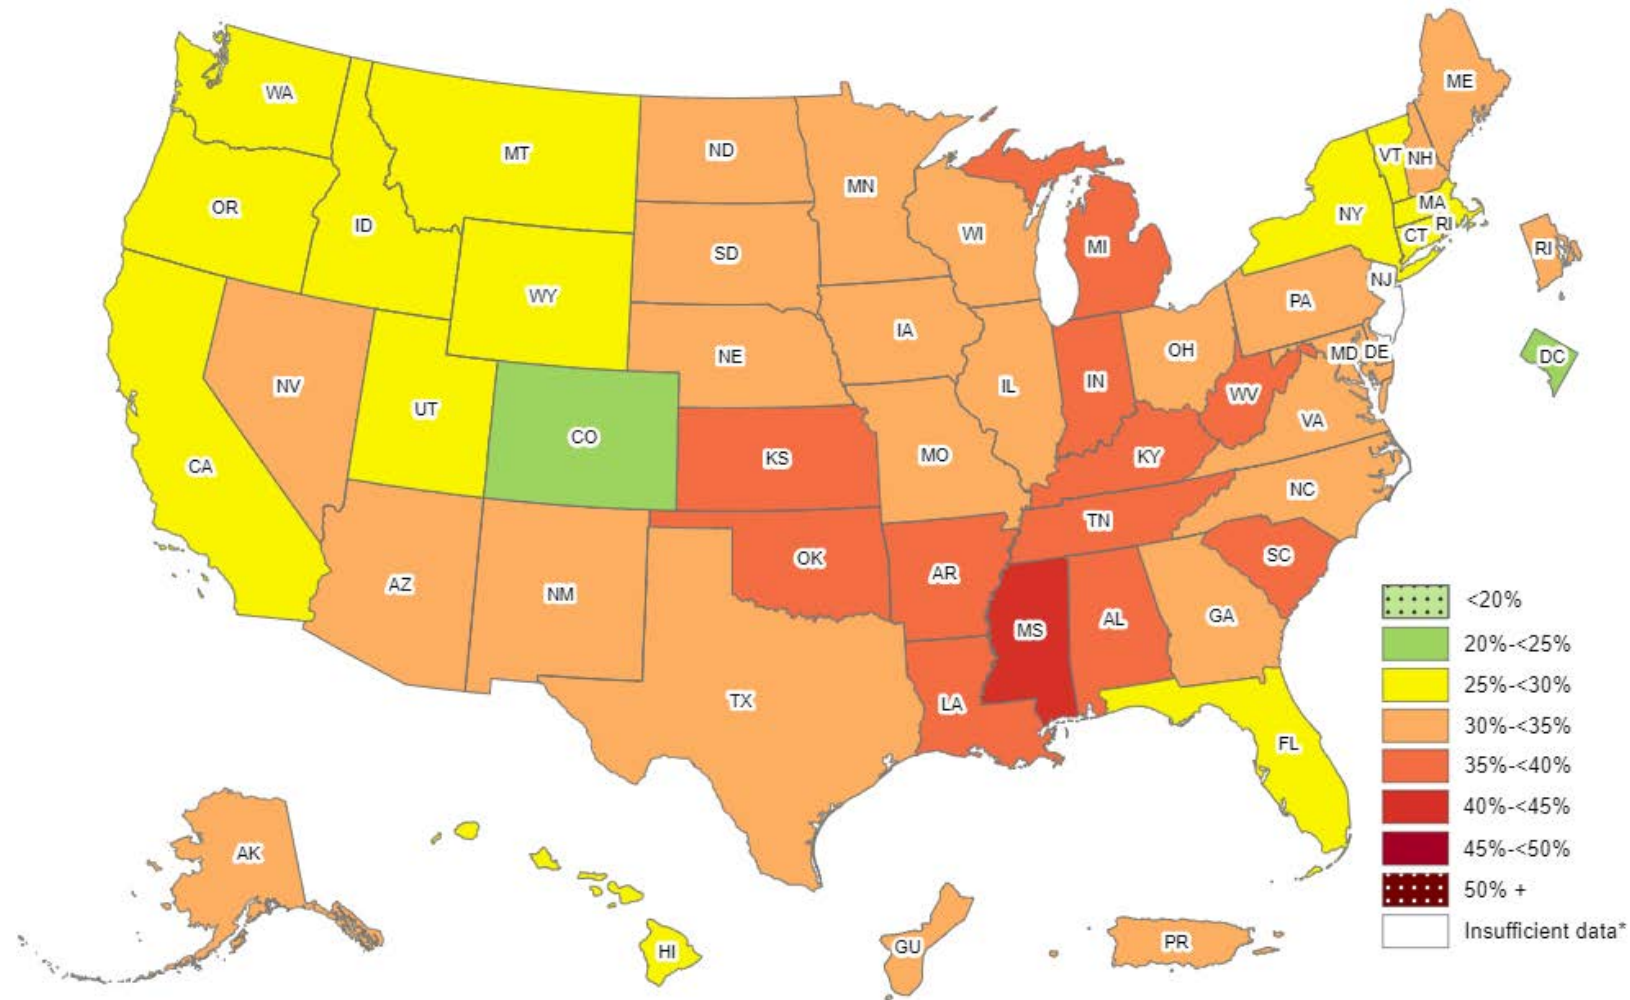 WA
ME
ND
MT
VT
NH
MN
MA
OR
NY
RI
ID
WI
CT
MI
RI
SD
NJ
WY
PA
IA
NE
OH
MD
DE
DC
NV
IL
IN
WV
UT
VA
CO
CA
MO
KS
KY
NC
TN
OK
SC
AR
AZ
NM
GA
MS
AL
TX
LA
FL
AK
HI
GU
PR
<20%
20%-<25%
25%-<30%
30%-<35%
35%-<40%
40%-<45%
45%-<50%
50% +
Insufficient data*